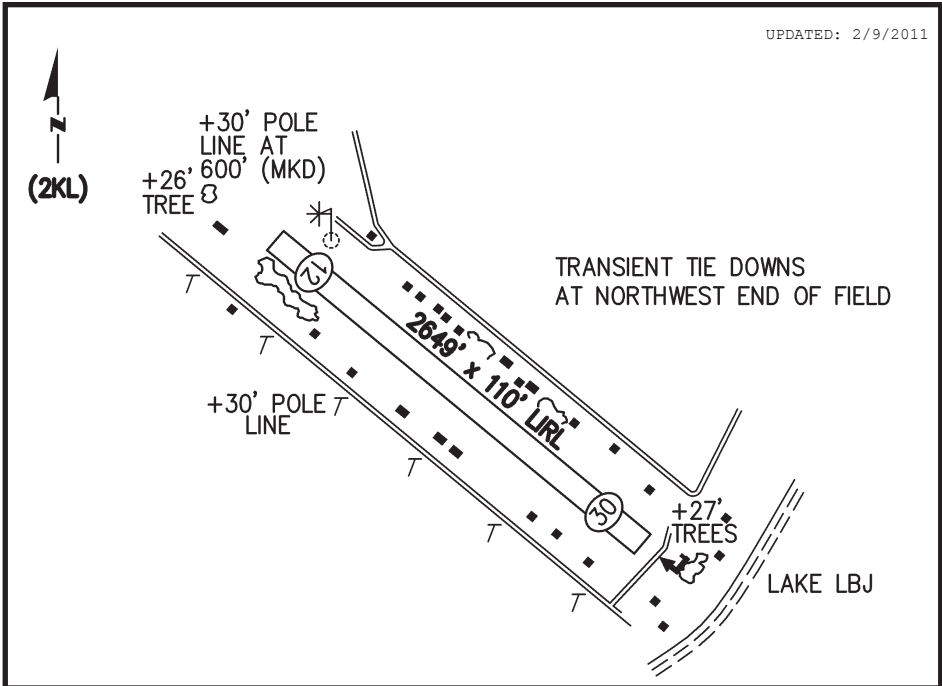 UPDATED: 2/9/2011
N
(2KL)
+30' POLE
LINE AT
600' (MKD)
+26'
TREE
12
TRANSIENT TIE DOWNS
AT NORTHWEST END OF FIELD
2649' x 110' LIRL
+30' POLE
LINE
T
T
T
T
T
T
30
+27'
TREES
LAKE LBJ